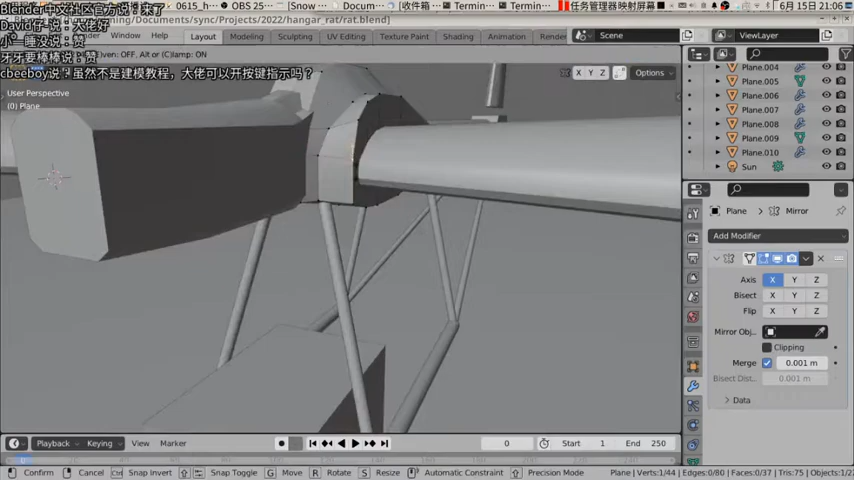 Blender中文社区官方说：来了
David仔 说：大佬好
小一睡没说：赞
牙牙要棒棒说：赞
cbeeboy说：虽然不是建模教程，大佬可以开按键指示吗？
0615_h
OBS 25
[Snow
[Docum
任务管理器映射屏幕
6月 15日 21:06
/Documents/sync/Projects/2022/hangar_rat/rat.blend]
Layout
Modeling
Sculpting
UV Editing
Texture Paint
Shading
Animation
Rendering
Scene
ViewLayer
Even: OFF, Alt or (C)lamp: ON
X Y Z
Options
User Perspective
(0) Plane
Plane.004
Plane.005
Plane.006
Plane.007
Plane.008
Plane.009
Plane.010
Sun
Plane
Mirror
Add Modifier
Axis X Y Z
Bisect X Y Z
Flip X Y Z
Mirror Obj..
Clipping
Merge 0.001 m
Bisect Dist.. 0.001 m
Data
Playback
Keying
View
Marker
0
Start 1
End 250
Confirm
Cancel
Snap Invert
Snap Toggle
G Move
R Rotate
S Resize
Automatic Constraint
Precision Mode
Plane | Verts:1/44 | Edges:0/80 | Faces:0/37 | Tris:75 | Objects:1/2